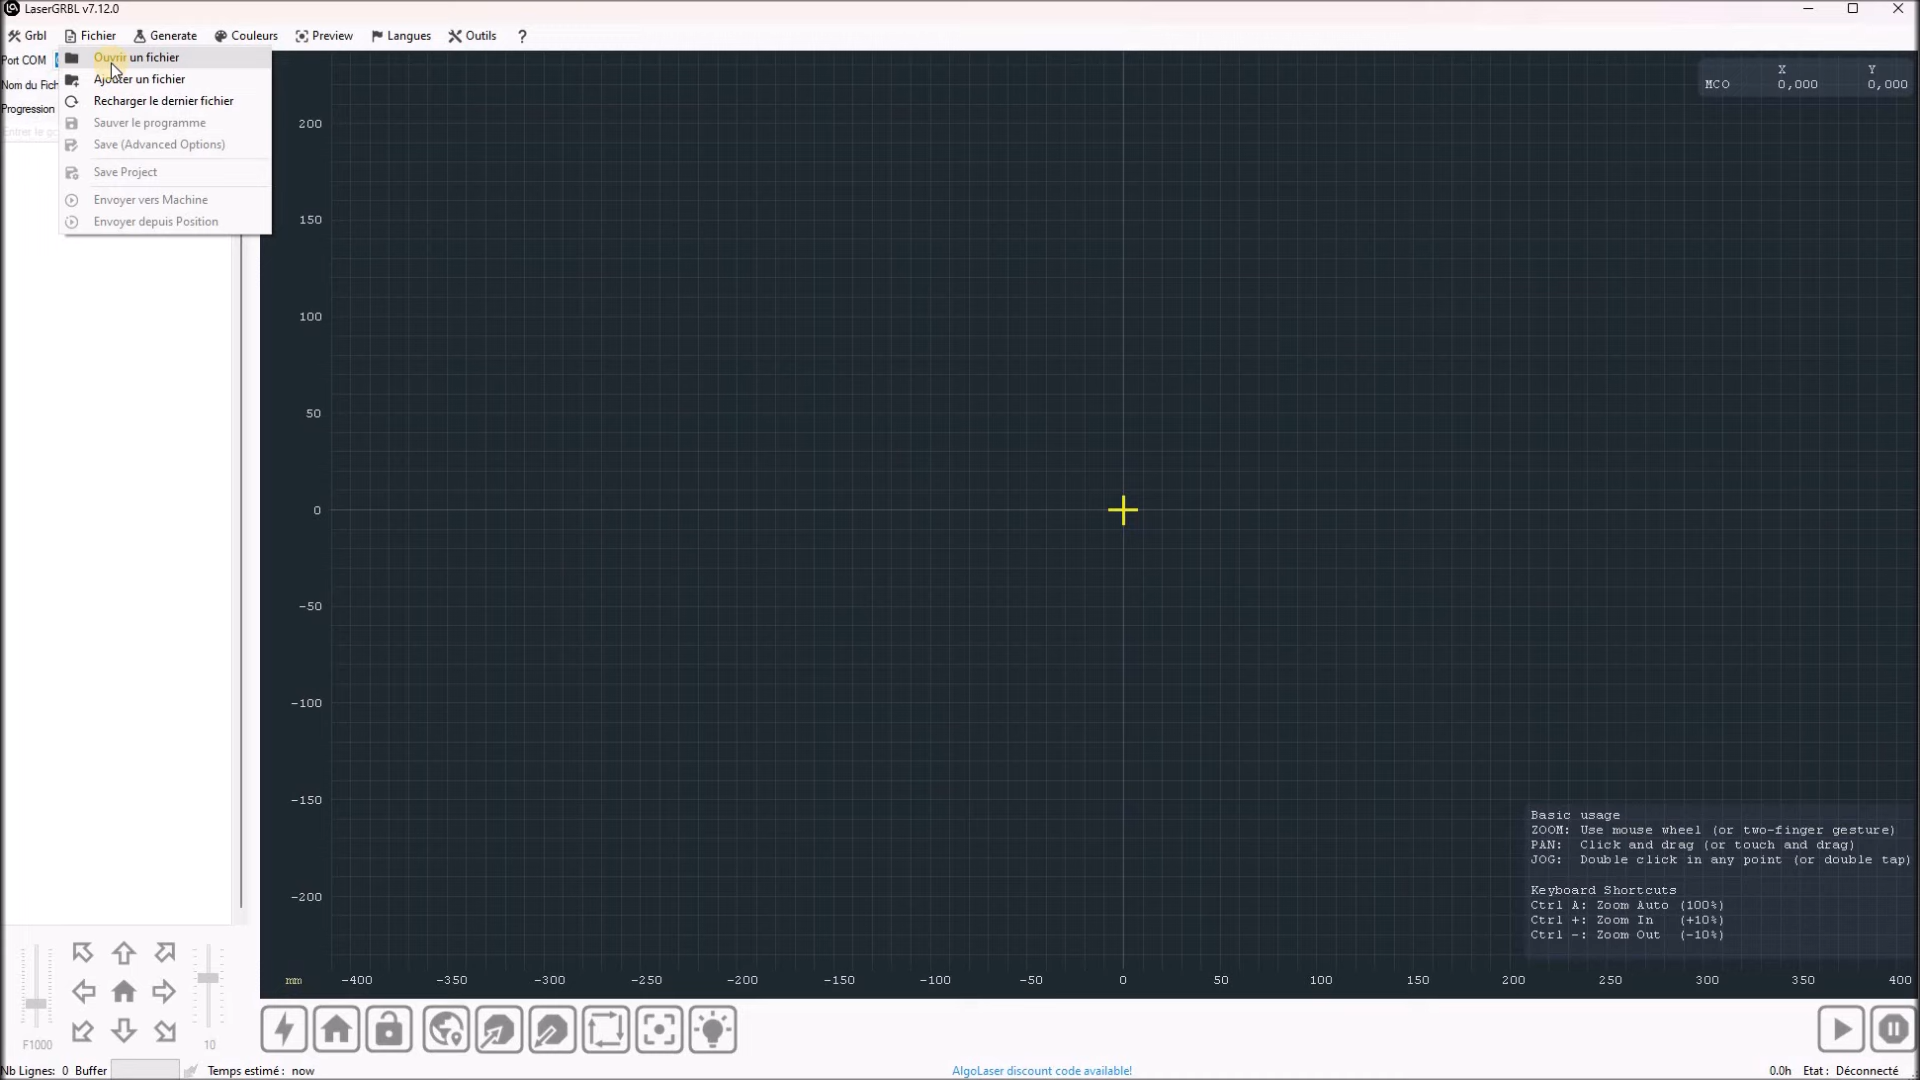 LaserGRBL v7.12.0
Grbl Fichier Generate Couleurs Preview Langues Outils ?
Port COM
Nom du Fich
Progression
Entrer le go
Ouvrir un fichier
Ajouter un fichier
Recharger le dernier fichier
Sauver le programme
Save (Advanced Options)
Save Project
Envoyer vers Machine
Envoyer depuis Position
X Y
MCO 0,000 0,000
200
150
100
50
0
-50
-100
-150
-200
Basic usage
ZOOM: Use mouse wheel (or two-finger gesture)
PAN: Click and drag (or touch and drag)
JOG: Double click in any point (or double tap)
Keyboard Shortcuts
Ctrl A: Zoom Auto (100%)
Ctrl +: Zoom In (+10%)
Ctrl -: Zoom Out (-10%)
mm -400 -350 -300 -250 -200 -150 -100 -50 0 50 100 150 200 250 300 350 400
F1000 10
Nb Lignes: 0 Buffer Temps estimé : now AlgoLaser discount code available! 0.0h Etat : Déconnecté